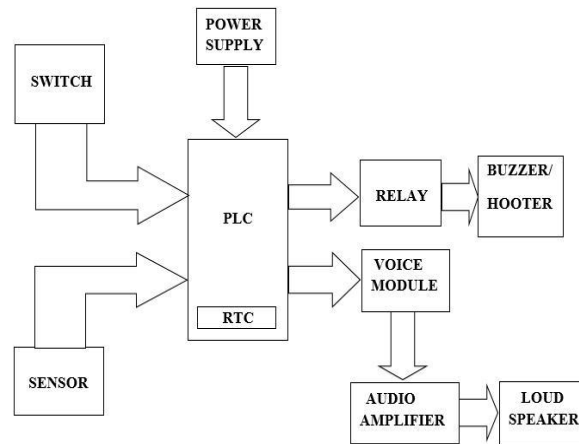 POWER
SUPPLY
SWITCH
PLC
RELAY
BUZZER/
HOOTER
VOICE
MODULE
RTC
SENSOR
AUDIO
AMPLIFIER
LOUD
SPEAKER